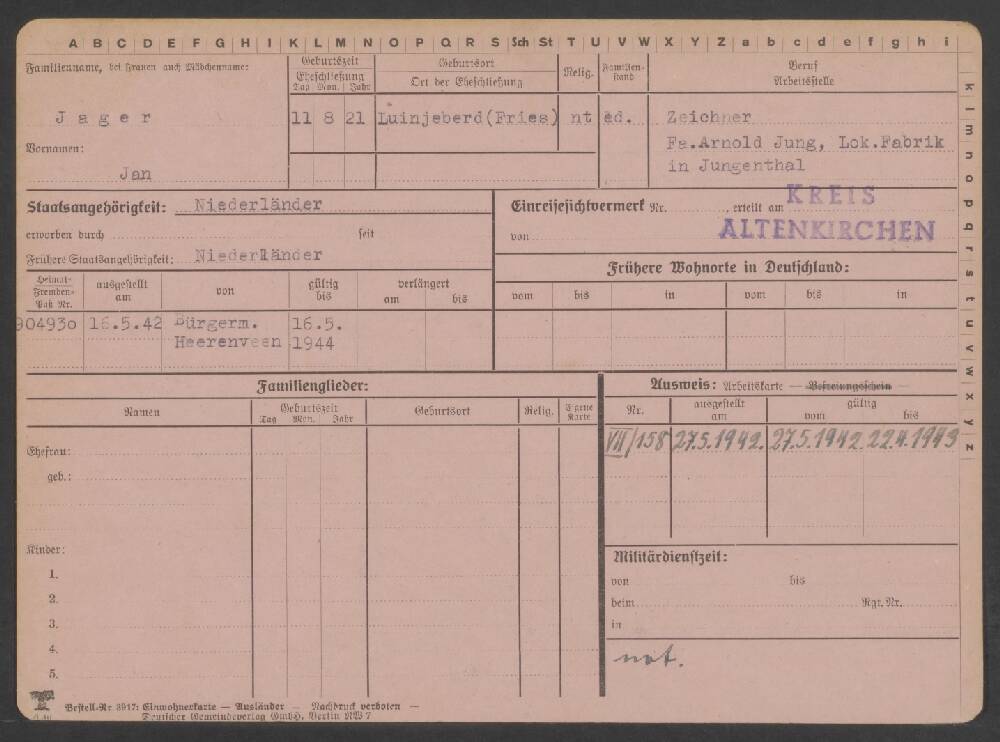 A B C D E F G H I K L M N O P Q R S Sch St T U V W X Y Z a b c d e f g h i
k l m n o p q r s t u v w x y z
Familienname, bei Frauen auch Mädchenname:
Geburtszeit
Eheschließung
Tag Mon. Jahr
Geburtsort
Ort der Eheschließung
Relig.
Familien-
stand
Beruf
Arbeitsstelle
Jager
11 8 21 Luinjeberd(Fries) nt ed. Zeichner
Fa.Arnold Jung, Lok.Fabrik
in Jungenthal
Vornamen:
Jan
Staatsangehörigkeit: Niederländer
erworben durch seit
Frühere Staatsangehörigkeit: Niederländer
Einreisesichtvermerk Nr. , erteilt am
von
KREIS
ALTENKIRCHEN
Frühere Wohnorte in Deutschland:
vom bis in vom bis in
Heimat-
Fremden-
Paß Nr.
ausgestellt
am
von
gültig
bis
verlängert
am bis
904930 16.5.42 Bürgerm. 16.5.
Heerenveen 1944
Familienglieder:
Namen
Geburtszeit
Tag Mon. Jahr
Geburtsort
Relig.
Eigene
Karte
Ehefrau:
geb.:
Kinder:
1.
2.
3.
4.
5.
Ausweis: Arbeitskarte — Befreiungsschein —
Nr.
ausgestellt
am
gültig
vom bis
VII/158 27.5.1942. 27.5.1942 22.4.1943
Militärdienstzeit:
von bis
beim Rgt. Nr.
in
not.
Bestell-Nr 3917: Einwohnerkarte — Ausländer — Nachdruck verboten —
Deutscher Gemeindeverlag GmbH. Berlin NW 7